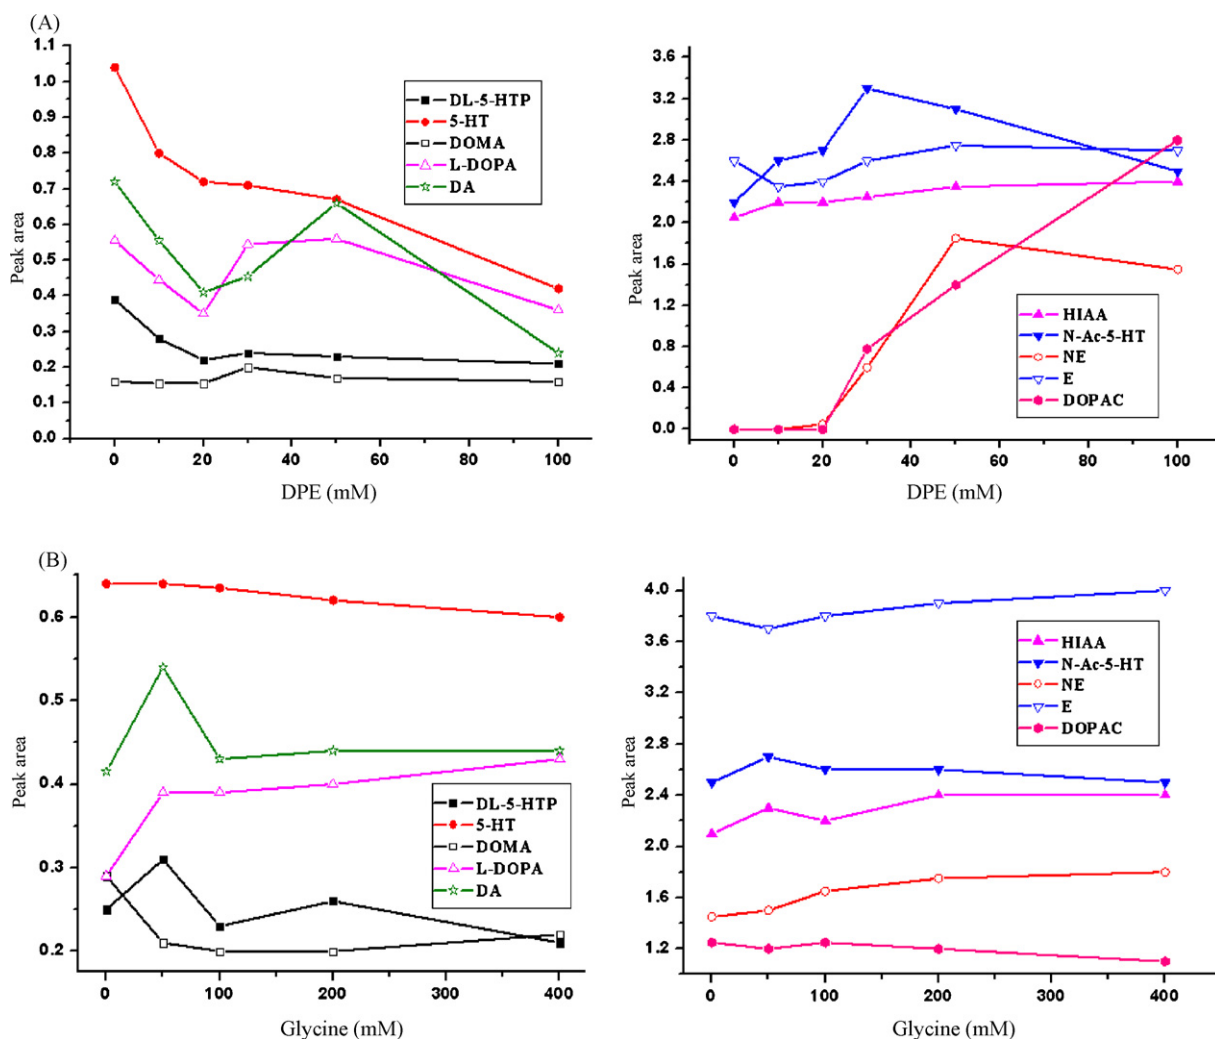 (A)
1.1
1.0
0.9
0.8
0.7
0.6
0.5
0.4
0.3
0.2
0.1
0.0
Peak area
DL-5-HTP
5-HT
DOMA
L-DOPA
DA
0 20 40 60 80 100
DPE (mM)
3.6
3.2
2.8
2.4
2.0
1.6
1.2
0.8
0.4
0.0
Peak area
HIAA
N-Ac-5-HT
NE
E
DOPAC
0 20 40 60 80 100
DPE (mM)
(B)
0.6
0.5
0.4
0.3
0.2
Peak area
DL-5-HTP
5-HT
DOMA
L-DOPA
DA
0 100 200 300 400
Glycine (mM)
4.0
3.6
3.2
2.8
2.4
2.0
1.6
1.2
Peak area
HIAA
N-Ac-5-HT
NE
E
DOPAC
0 100 200 300 400
Glycine (mM)